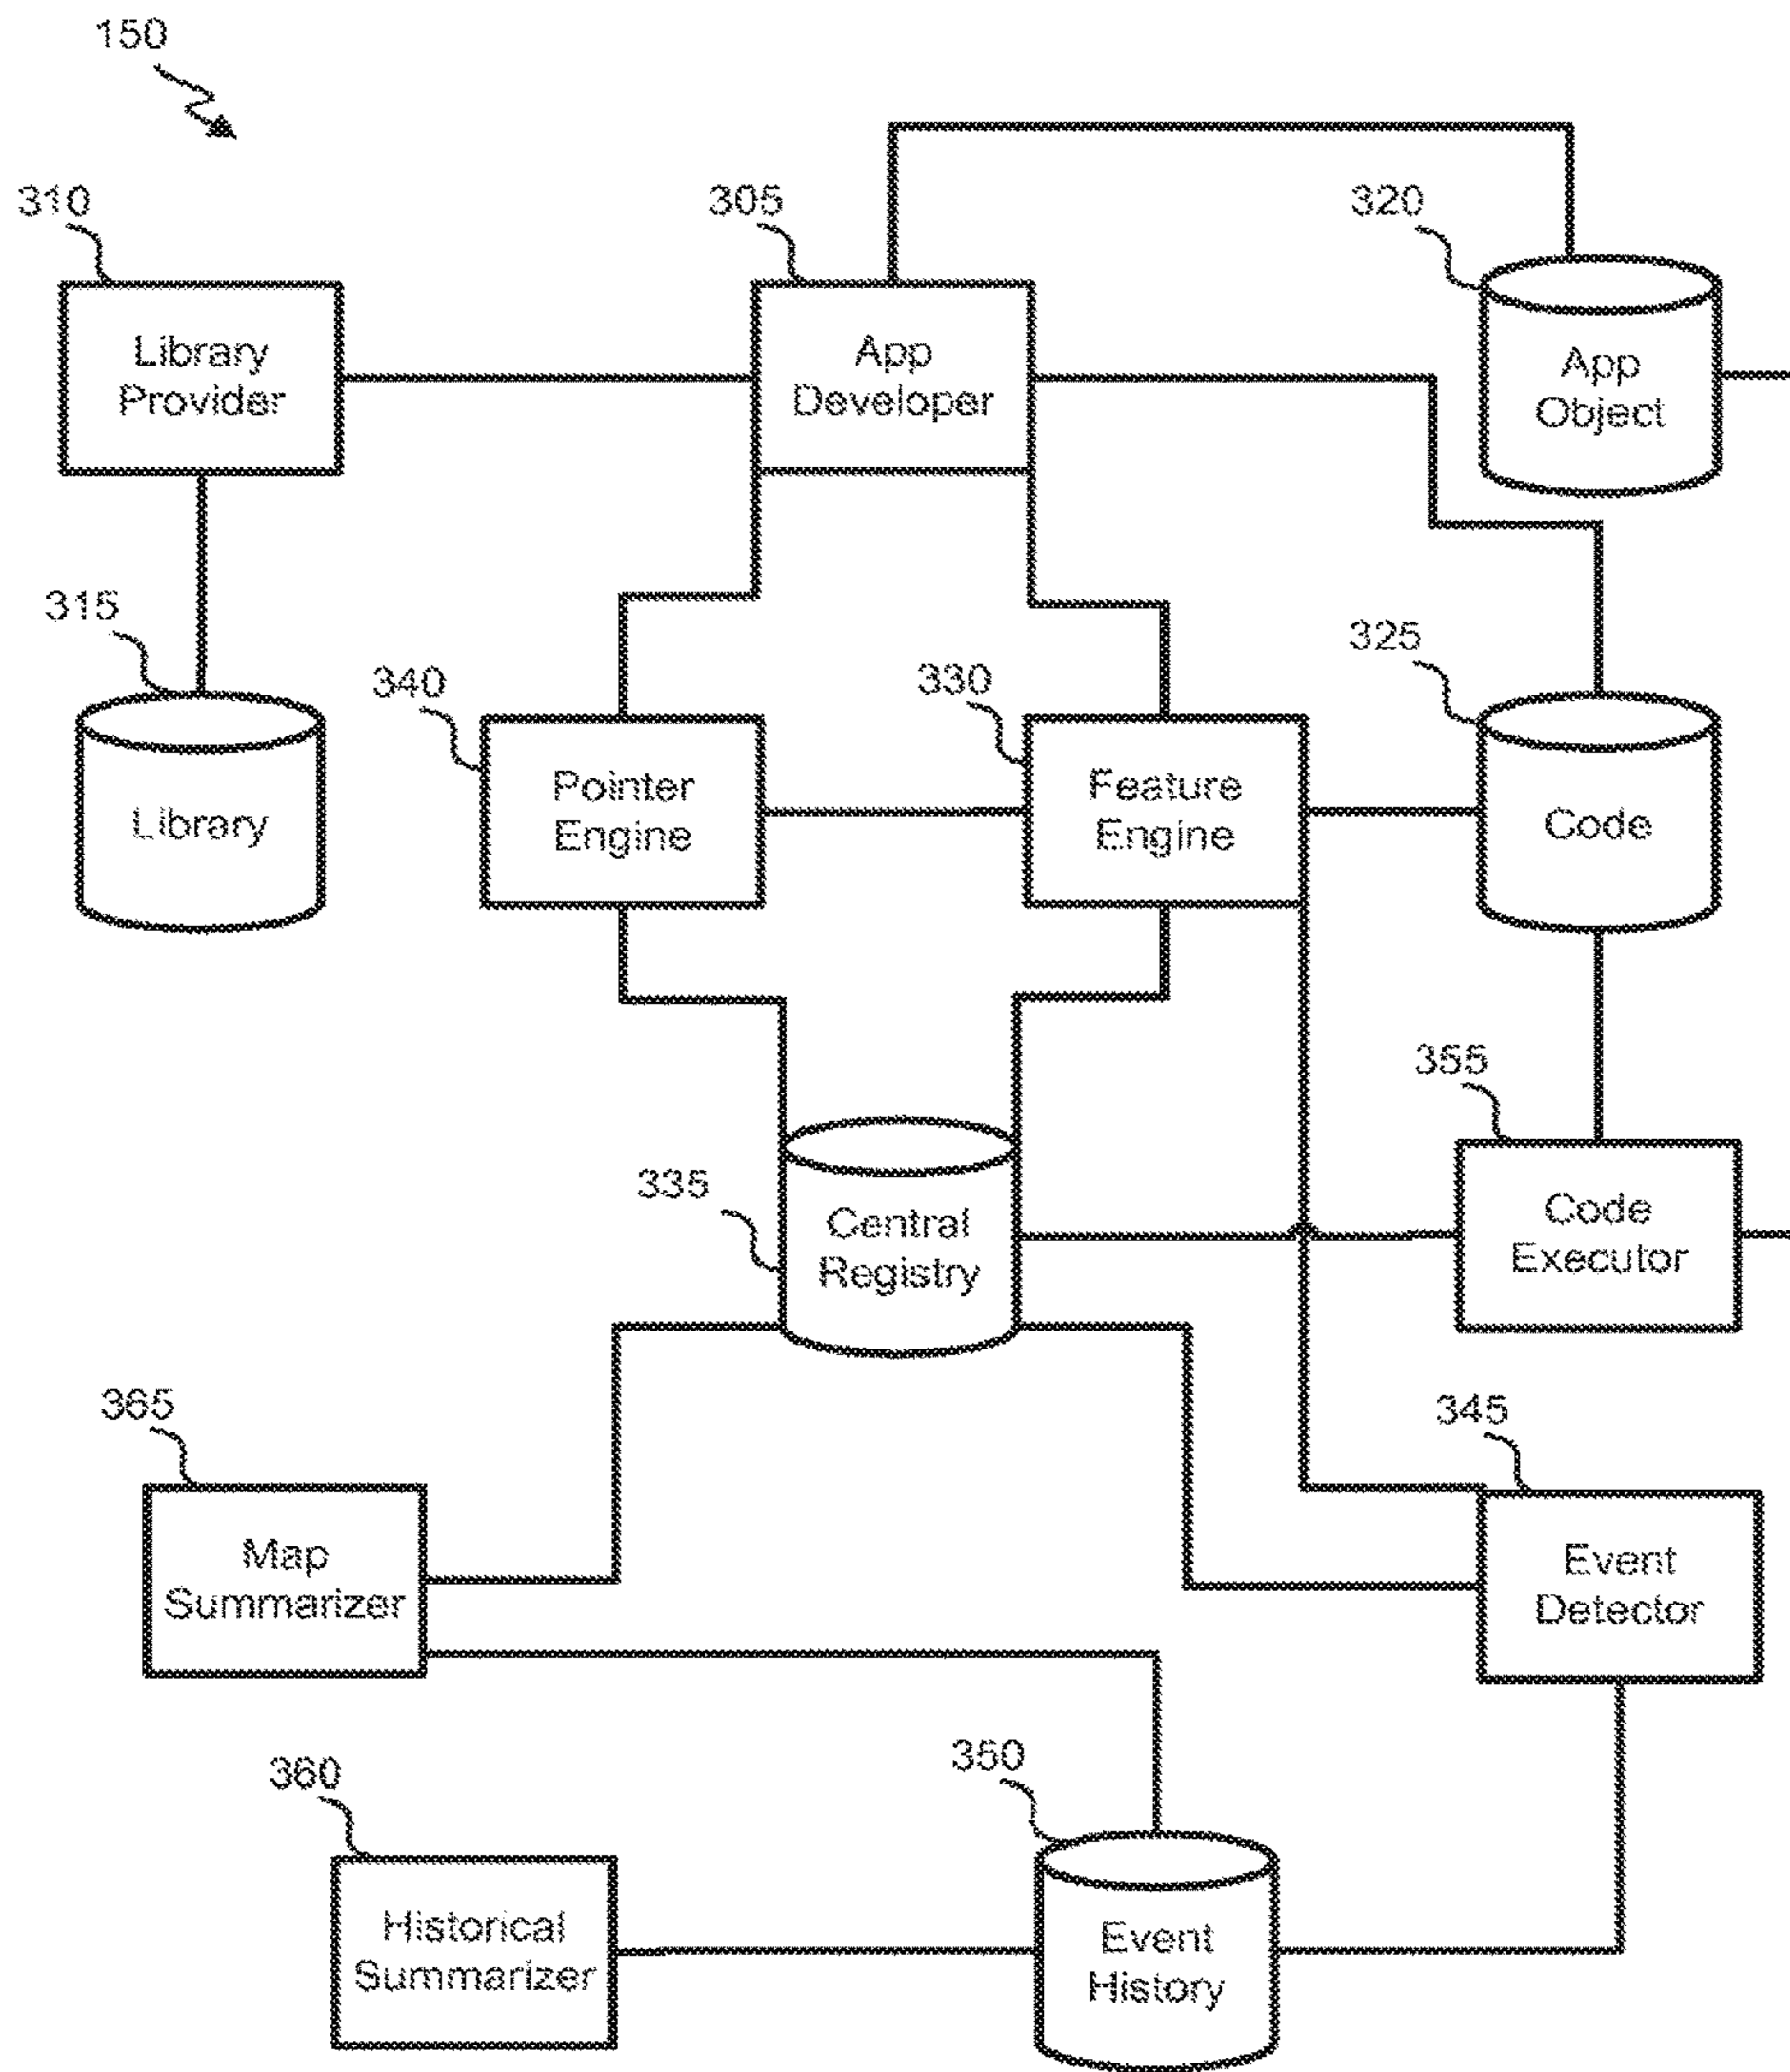 150
310
305
320
Library
Provider
App
Developer
App
Object
315
340
330
325
Library
Pointer
Engine
Feature
Engine
Code
355
335
Central
Registry
Code
Executor
365
345
Map
Summarizer
Event
Detector
360
350
Historical
Summarizer
Event
History